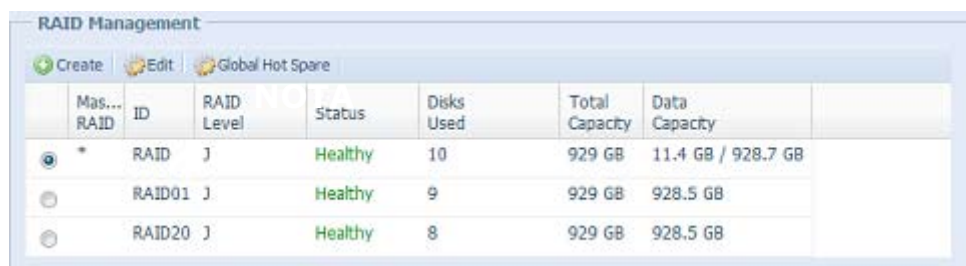 RAID Management
Create Edit Global Hot Spare
Mas... RAID ID RAID Level Status Disks Used Total Capacity Data Capacity
* RAID J Healthy 10 929 GB 11.4 GB / 928.7 GB
RAID01 J Healthy 9 929 GB 928.5 GB
RAID20 J Healthy 8 929 GB 928.5 GB
NOTA